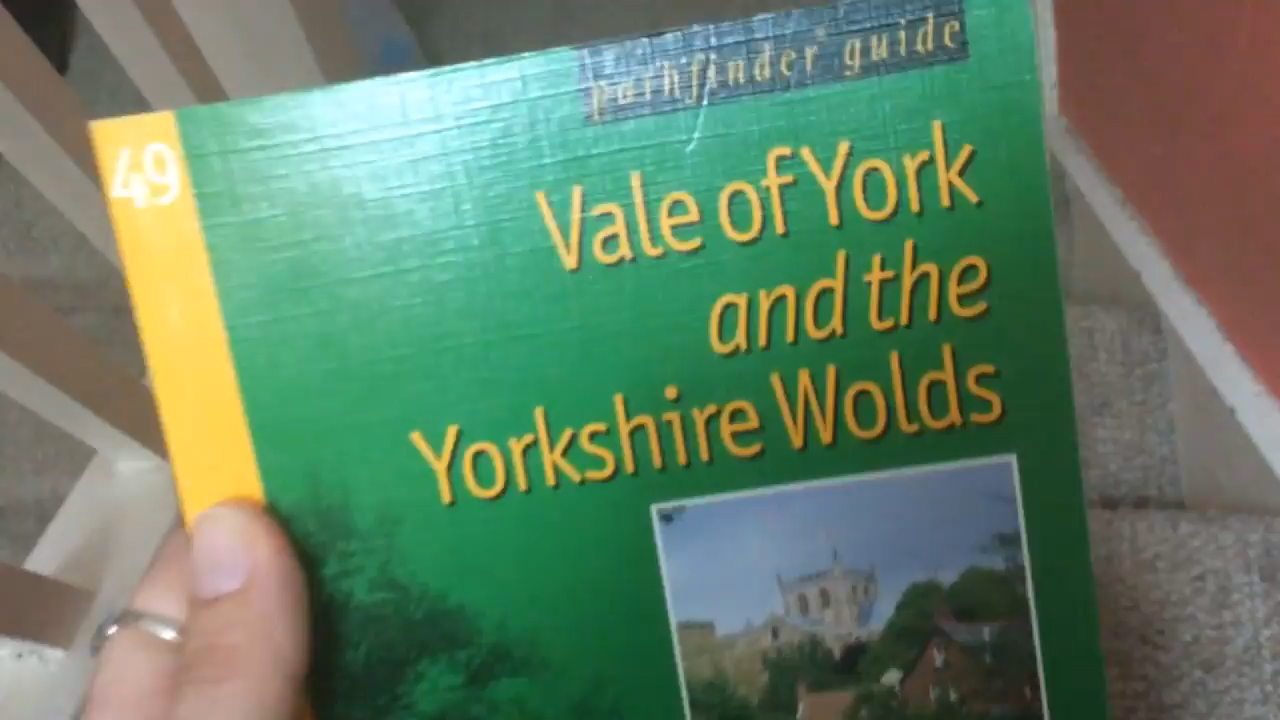 pathfinder guide
49
Vale of York
and the
Yorkshire Wolds